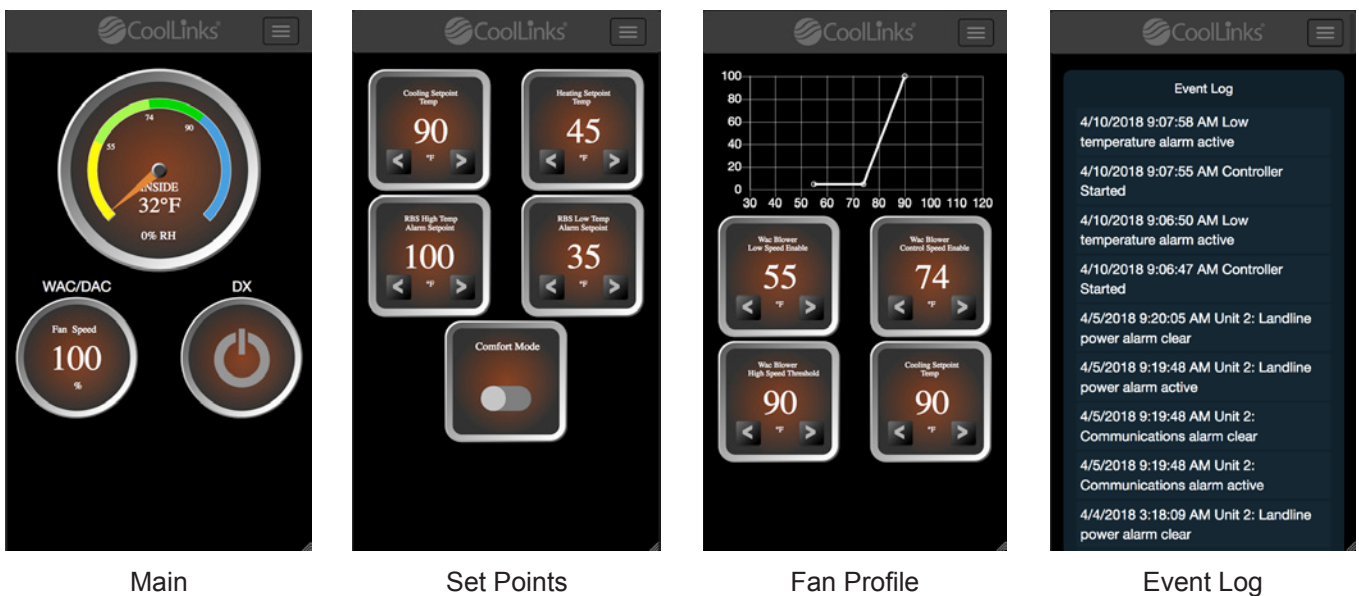 CoolLinks®
74
55
90
INSIDE
32°F
0% RH
WAC/DAC
DX
Fan Speed
100
%
Main
CoolLinks®
Cooling Setpoint
Temp
90
< °F >
Heating Setpoint
Temp
45
< °F >
RBS High Temp
Alarm Setpoint
100
< °F >
RBS Low Temp
Alarm Setpoint
35
< °F >
Comfort Mode
Set Points
CoolLinks®
100
80
60
40
20
0
30 40 50 60 70 80 90 100 110 120
Wac Blower
Low Speed Enable
55
< °F >
Wac Blower
Control Speed Enable
74
< °F >
Wac Blower
High Speed Threshold
90
< °F >
Cooling Setpoint
Temp
90
< °F >
Fan Profile
CoolLinks®
Event Log
4/10/2018 9:07:58 AM Low
temperature alarm active
4/10/2018 9:07:55 AM Controller
Started
4/10/2018 9:06:50 AM Low
temperature alarm active
4/10/2018 9:06:47 AM Controller
Started
4/5/2018 9:20:05 AM Unit 2: Landline
power alarm clear
4/5/2018 9:19:48 AM Unit 2: Landline
power alarm active
4/5/2018 9:19:48 AM Unit 2:
Communications alarm clear
4/5/2018 9:19:48 AM Unit 2:
Communications alarm active
4/4/2018 3:18:09 AM Unit 2: Landline
power alarm clear
Event Log